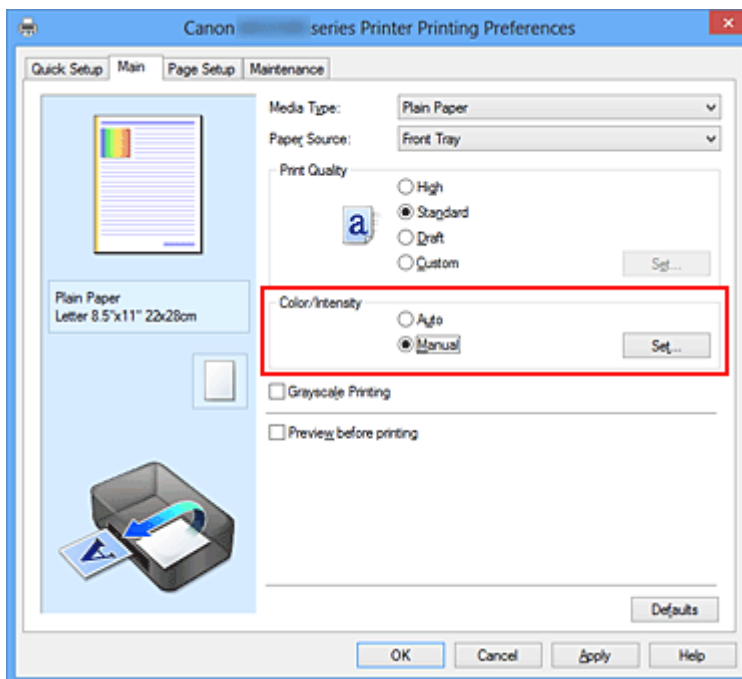 Canon series Printer Printing Preferences
Quick Setup Main Page Setup Maintenance
Media Type: Plain Paper
Paper Source: Front Tray
Print Quality
High
a Standard
Draft
Custom Set...
Plain Paper
Letter 8.5"x11" 22x28cm
Color/Intensity
Auto
Manual Set...
Grayscale Printing
Preview before printing
A
Defaults
OK Cancel Apply Help